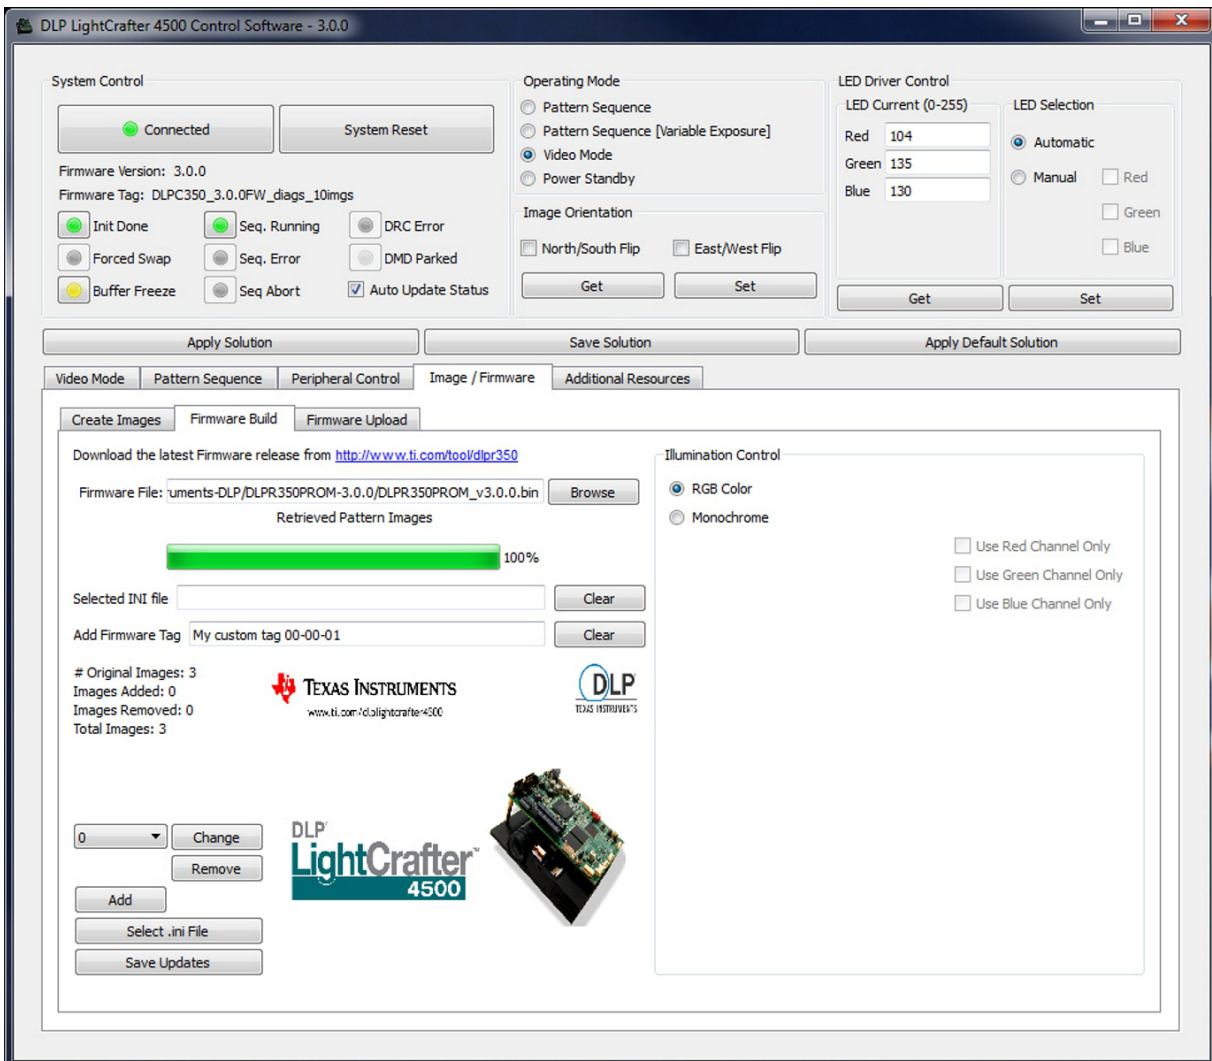 DLP LightCrafter 4500 Control Software - 3.0.0
System Control
Connected
System Reset
Firmware Version: 3.0.0
Firmware Tag: DLPC350_3.0.0FW_diags_10imgs
Init Done
Seq. Running
DRC Error
Forced Swap
Seq. Error
DMD Parked
Buffer Freeze
Seq Abort
Auto Update Status
Operating Mode
Pattern Sequence
Pattern Sequence [Variable Exposure]
Video Mode
Power Standby
Image Orientation
North/South Flip
East/West Flip
Get
Set
LED Driver Control
LED Current (0-255)
Red 104
Green 135
Blue 130
LED Selection
Automatic
Manual
Red
Green
Blue
Get
Set
Apply Solution
Save Solution
Apply Default Solution
Video Mode
Pattern Sequence
Peripheral Control
Image / Firmware
Additional Resources
Create Images
Firmware Build
Firmware Upload
Download the latest Firmware release from http://www.ti.com/tool/dlpr350
Firmware File: ruments-DLP/DLPR350PROM-3.0.0/DLPR350PROM_v3.0.0.bin
Browse
Retrieved Pattern Images
100%
Selected INI file
Clear
Add Firmware Tag My custom tag 00-00-01
Clear
# Original Images: 3
Images Added: 0
Images Removed: 0
Total Images: 3
TEXAS INSTRUMENTS
www.ti.com/dlplightcrafter4500
DLP
TEXAS INSTRUMENTS
0
Change
Remove
Add
Select .ini File
Save Updates
DLP
LightCrafter™
4500
Illumination Control
RGB Color
Monochrome
Use Red Channel Only
Use Green Channel Only
Use Blue Channel Only